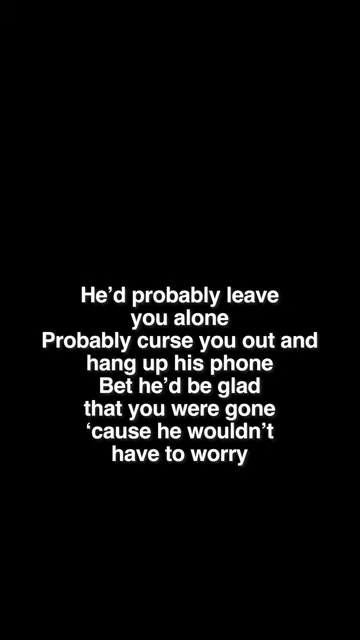 He’d probably leave
you alone
Probably curse you out and
hang up his phone
Bet he’d be glad
that you were gone
‘cause he wouldn’t
have to worry